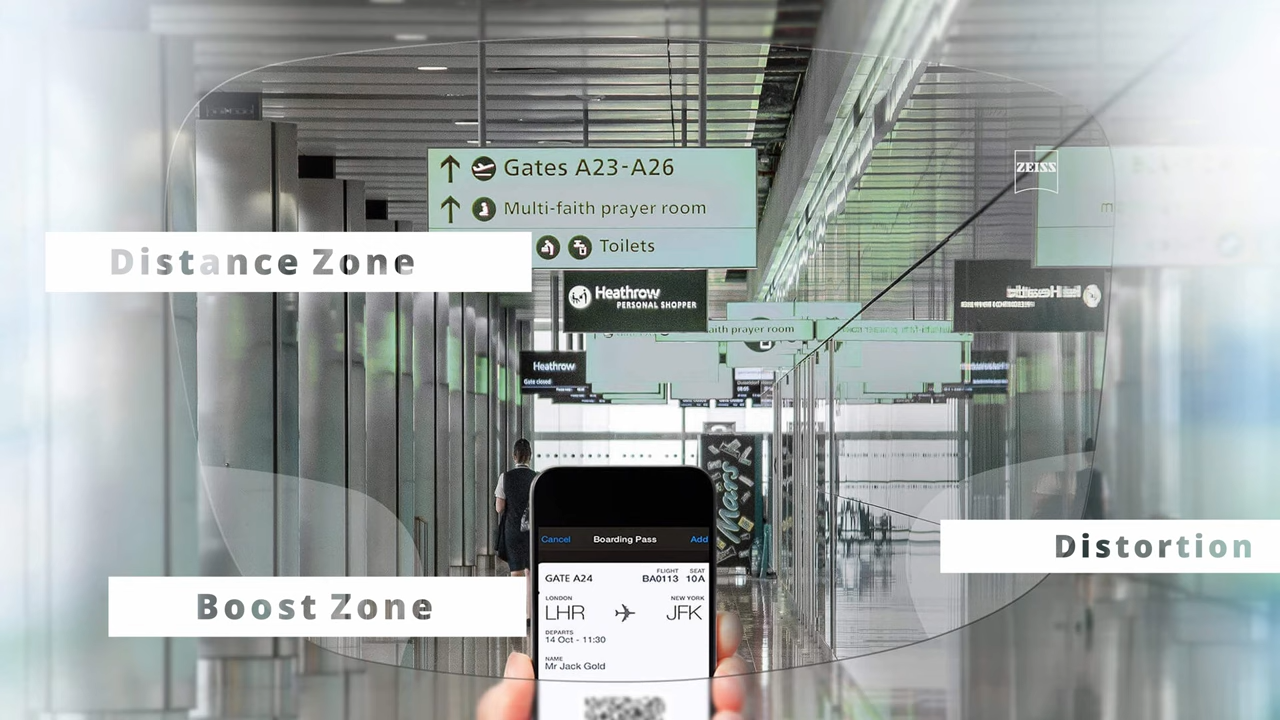 Gates A23-A26
Multi-faith prayer room
Toilets
ZEISS
Distance Zone
Heathrow
PERSONAL SHOPPER
aith prayer room
Heathrow
Gate closed
Mars
Cancel
Boarding Pass
Add
GATE A24
FLIGHT
BA0113
SEAT
10A
LONDON
LHR
NEW YORK
JFK
DEPARTS
14 Oct - 11:30
NAME
Mr Jack Gold
Distortion
Boost Zone